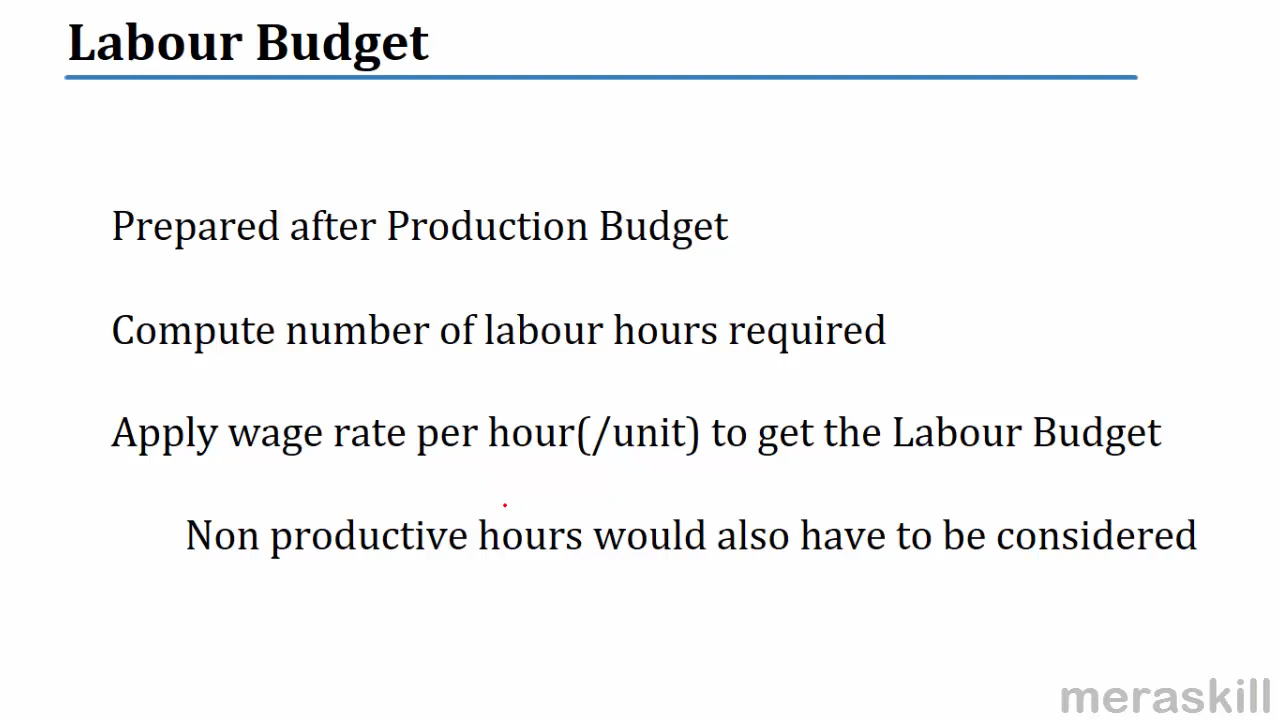 Labour Budget
Prepared after Production Budget
Compute number of labour hours required
Apply wage rate per hour(/unit) to get the Labour Budget
Non productive hours would also have to be considered
meraskill